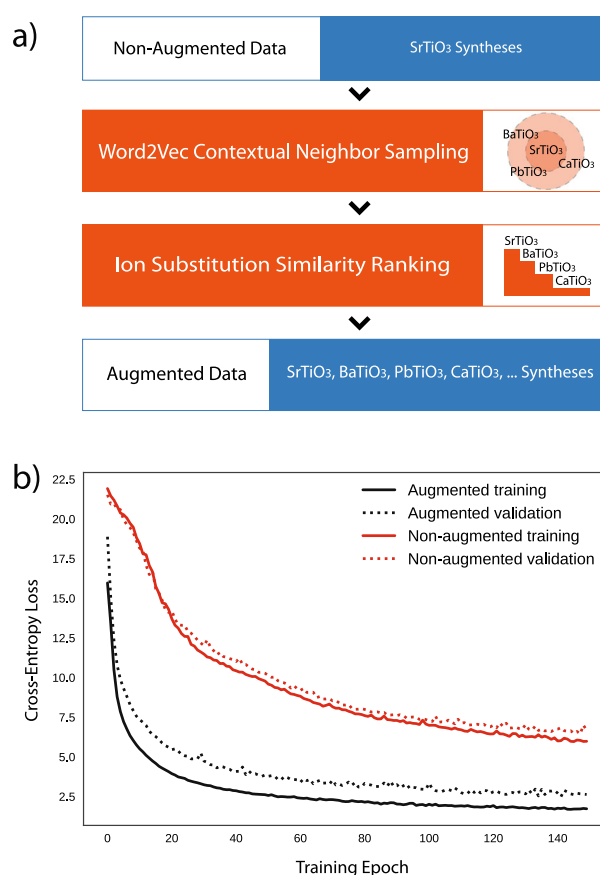 a)
Non-Augmented Data
SrTiO₃ Syntheses
Word2Vec Contextual Neighbor Sampling
BaTiO₃
SrTiO₃
CaTiO₃
PbTiO₃
Ion Substitution Similarity Ranking
SrTiO₃
BaTiO₃
PbTiO₃
CaTiO₃
Augmented Data
SrTiO₃, BaTiO₃, PbTiO₃, CaTiO₃, ... Syntheses
b)
22.5
20.0
17.5
15.0
12.5
10.0
7.5
5.0
2.5
Cross-Entropy Loss
Augmented training
Augmented validation
Non-augmented training
Non-augmented validation
0 20 40 60 80 100 120 140
Training Epoch